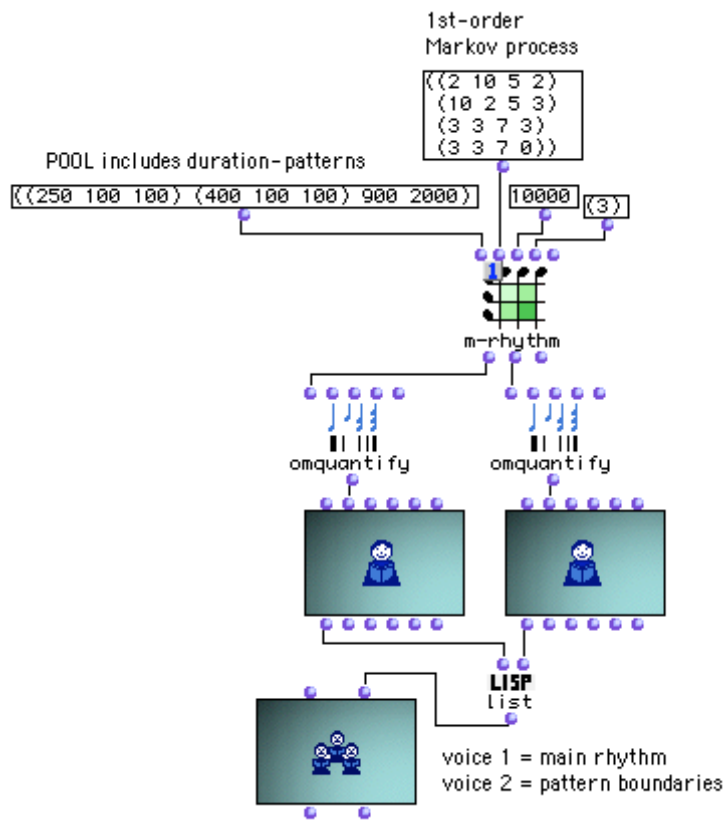 1st-order
Markov process
((2 10 5 2)
(10 2 5 3)
(3 3 7 3)
(3 3 7 0))
POOL includes duration-patterns
((250 100 100) (400 100 100) 900 2000)
10000
(3)
1
m-rhythm
omquantify
omquantify
LISP
list
voice 1 = main rhythm
voice 2 = pattern boundaries